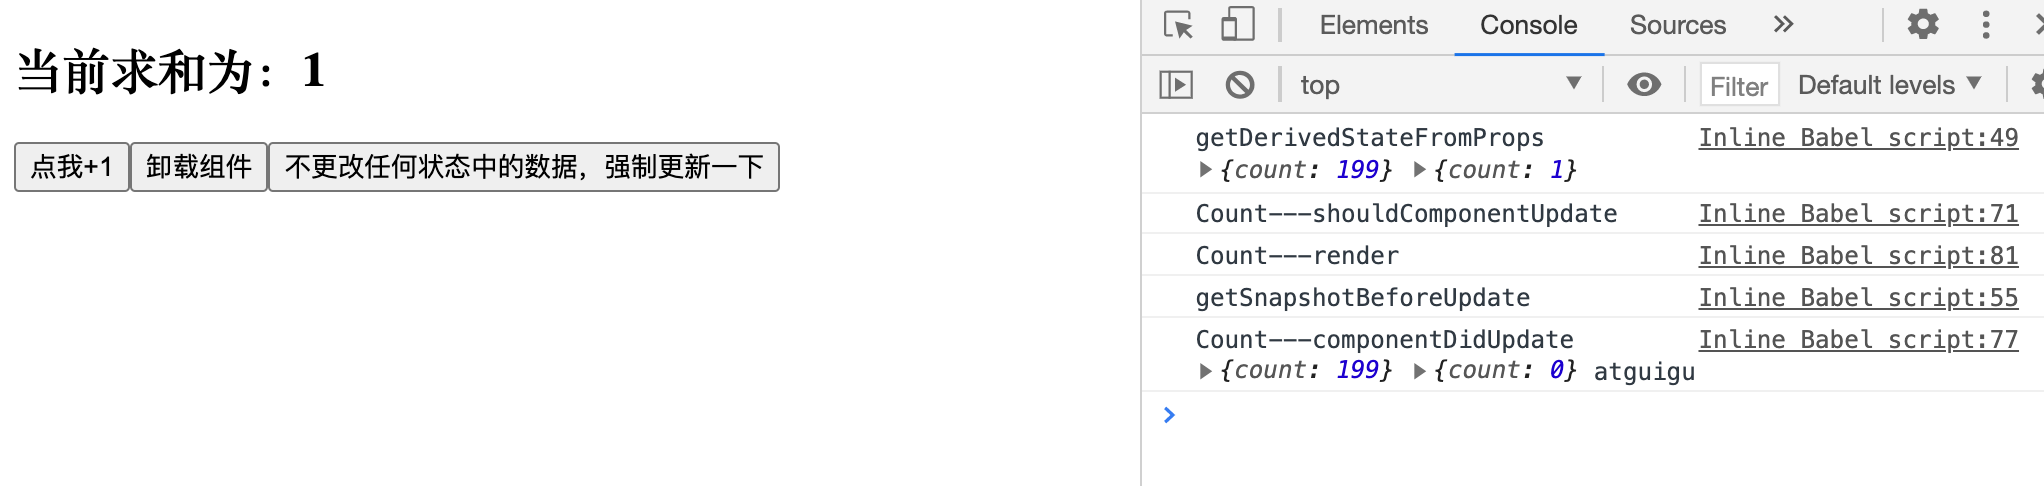 当前求和为：1
点我+1 卸载组件 不更改任何状态中的数据，强制更新一下
Elements Console Sources
top Filter Default levels
getDerivedStateFromProps Inline Babel script:49
{count: 199} {count: 1}
Count---shouldComponentUpdate Inline Babel script:71
Count---render Inline Babel script:81
getSnapshotBeforeUpdate Inline Babel script:55
Count---componentDidUpdate Inline Babel script:77
{count: 199} {count: 0} atguigu